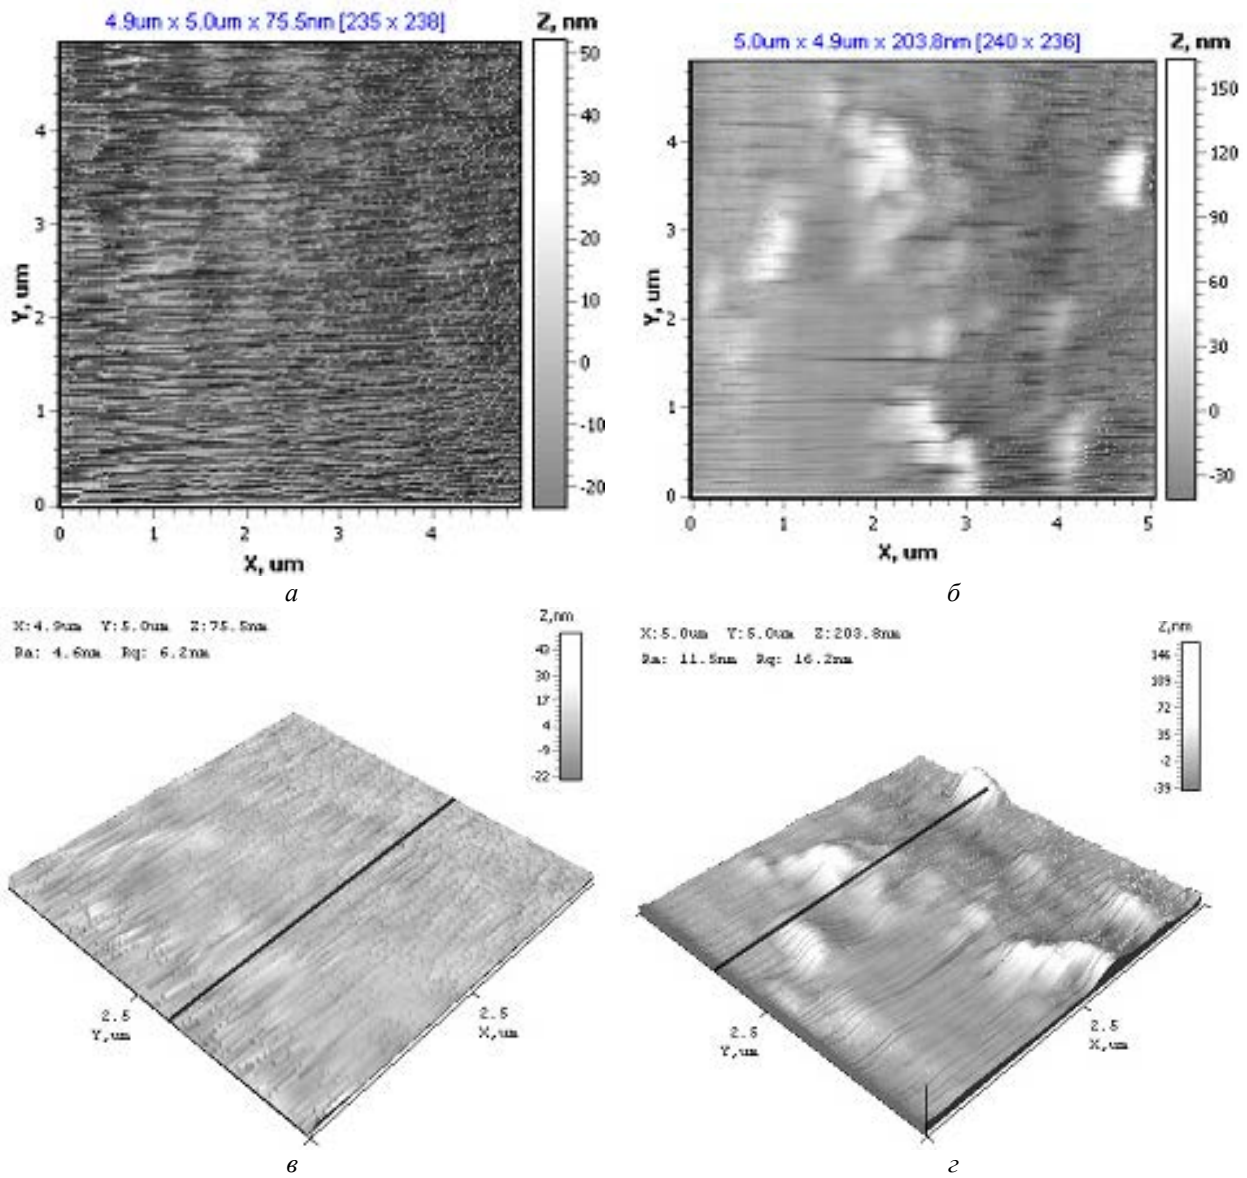 4.9um x 5.0um x 75.5nm [235 x 238]
Z, nm
50
40
30
20
10
0
-10
-20
Y, um
4
3
2
1
0
0 1 2 3 4
X, um
а
5.0um x 4.9um x 203.8nm [240 x 236]
Z, nm
150
120
90
60
30
0
-30
Y, um
4
3
2
1
0
0 1 2 3 4 5
X, um
б
X:4.9um Y:5.0um Z:75.5nm
Ra: 4.6nm Rq: 6.2nm
Z,nm
30
17
4
-9
-22
2.5
Y,um
2.5
X,um
в
X:5.0um Y:5.0um Z:203.8nm
Ra: 11.5nm Rq: 16.2nm
Z,nm
146
109
72
35
-2
-39
2.5
Y,um
2.5
X,um
г